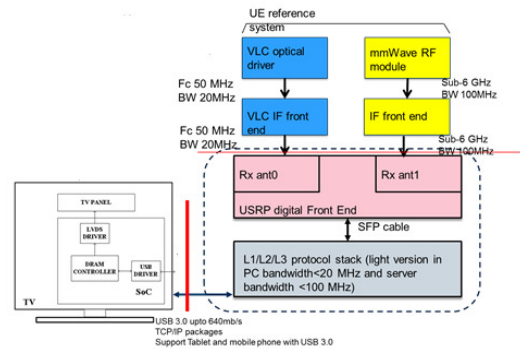 UE reference
system
VLC optical
driver
mmWave RF
module
Fc 50 MHz
BW 20MHz
Sub-6 GHz
BW 100MHz
VLC IF front
end
IF front end
Fc 50 MHz
BW 20MHz
Sub-6 GHz
BW 100MHz
Rx ant0
Rx ant1
USRP digital Front End
SFP cable
L1/L2/L3 protocol stack (light version in
PC bandwidth<20 MHz and server
bandwidth <100 MHz)
TV PANEL
LVDS
DRIVER
DRAM
CONTROLLER
USB
DRIVER
SoC
TV
USB 3.0 upto 640mb/s
TCP/IP packages
Support Tablet and mobile phone with USB 3.0